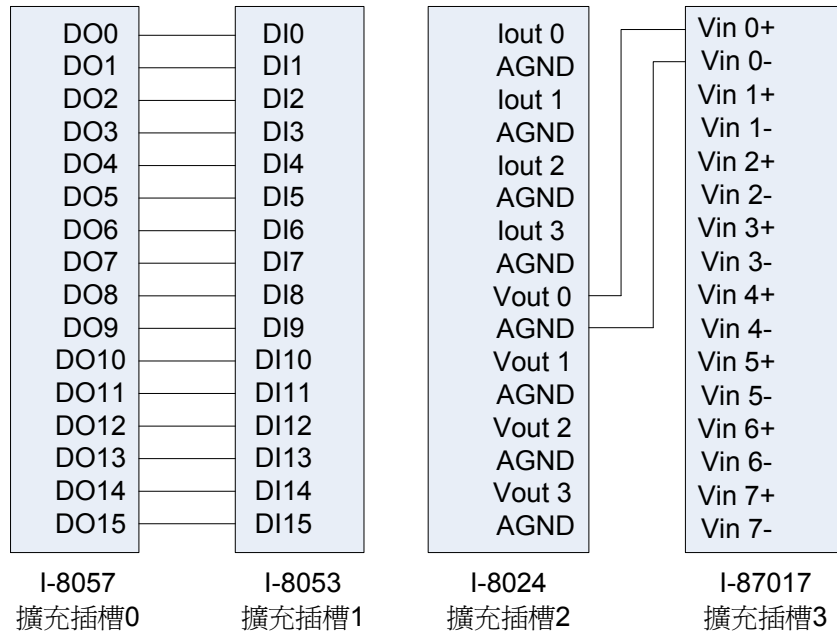 DO0
DO1
DO2
DO3
DO4
DO5
DO6
DO7
DO8
DO9
DO10
DO11
DO12
DO13
DO14
DO15
I-8057
擴充插槽0
DI0
DI1
DI2
DI3
DI4
DI5
DI6
DI7
DI8
DI9
DI10
DI11
DI12
DI13
DI14
DI15
I-8053
擴充插槽1
Iout 0
AGND
Iout 1
AGND
Iout 2
AGND
Iout 3
AGND
Vout 0
AGND
Vout 1
AGND
Vout 2
AGND
Vout 3
AGND
I-8024
擴充插槽2
Vin 0+
Vin 0-
Vin 1+
Vin 1-
Vin 2+
Vin 2-
Vin 3+
Vin 3-
Vin 4+
Vin 4-
Vin 5+
Vin 5-
Vin 6+
Vin 6-
Vin 7+
Vin 7-
I-87017
擴充插槽3